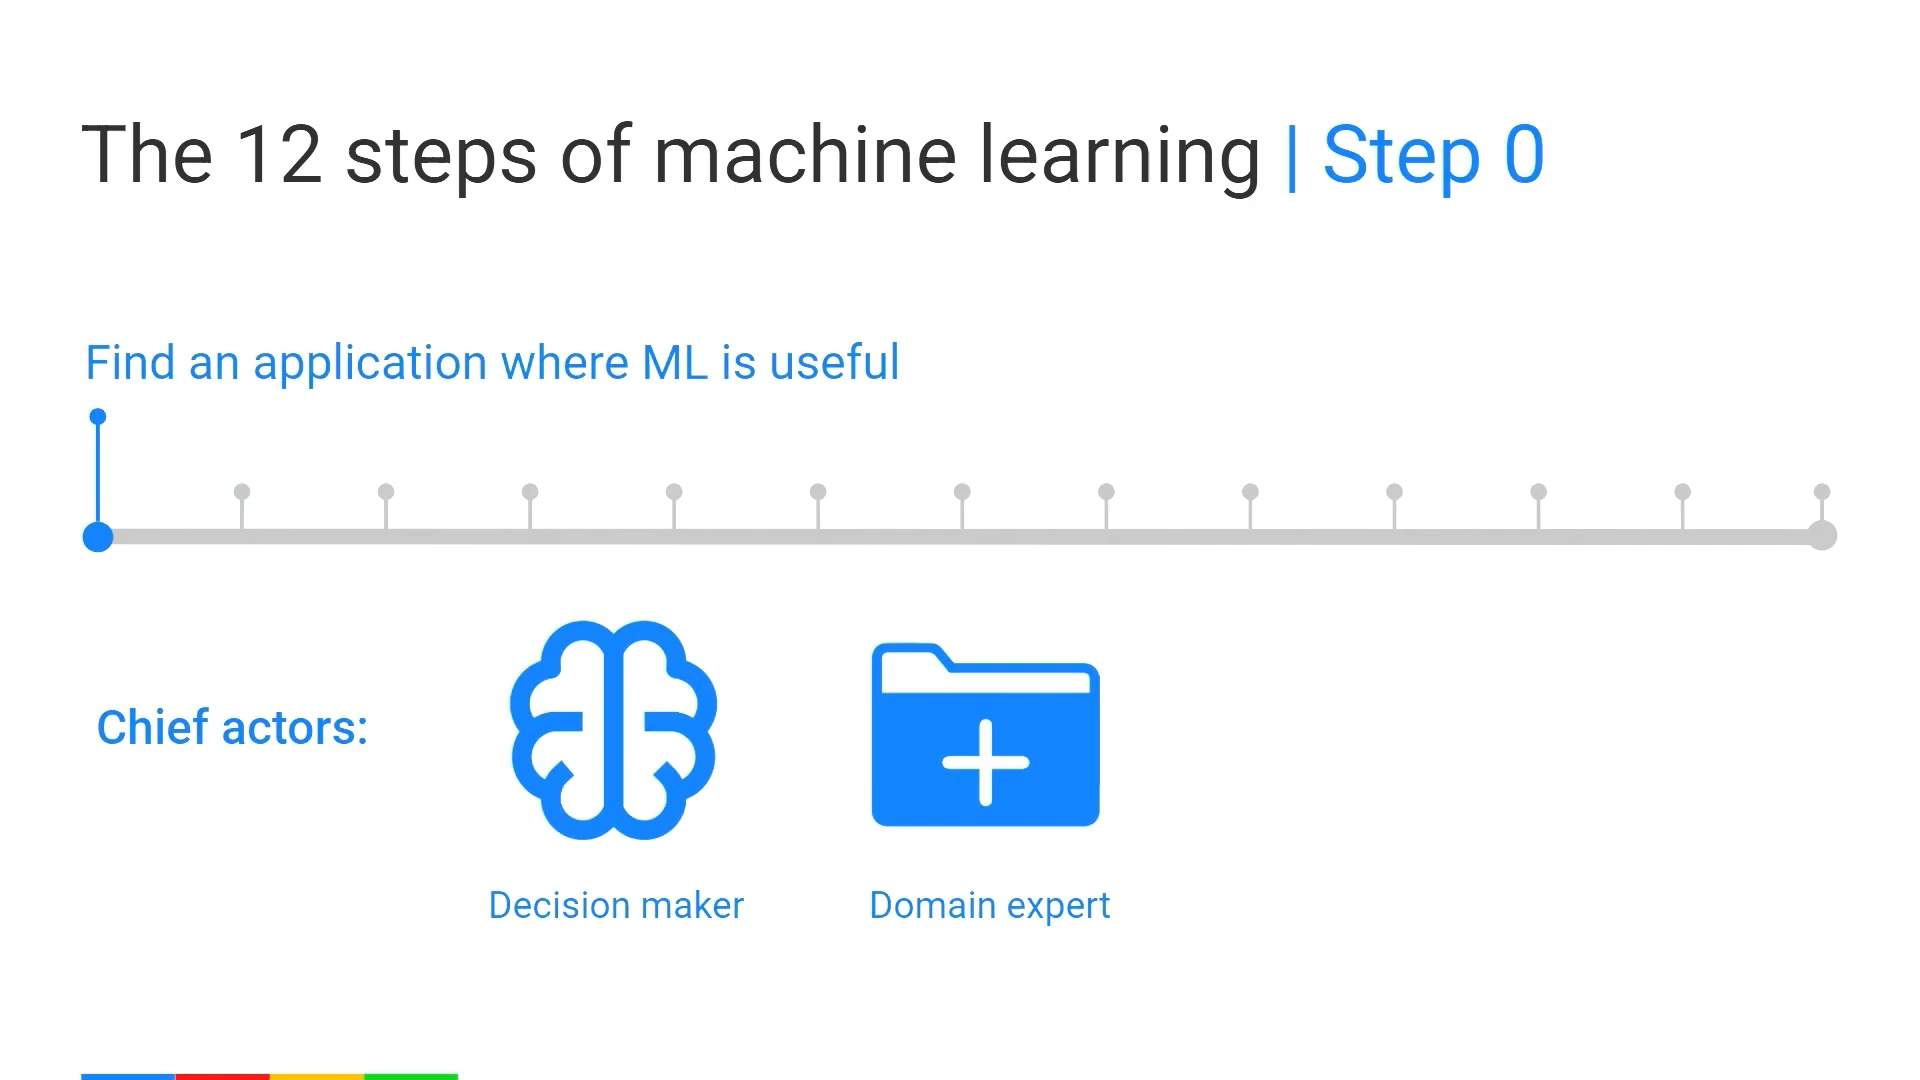 The 12 steps of machine learning | Step 0
Find an application where ML is useful
Chief actors:
Decision maker
Domain expert